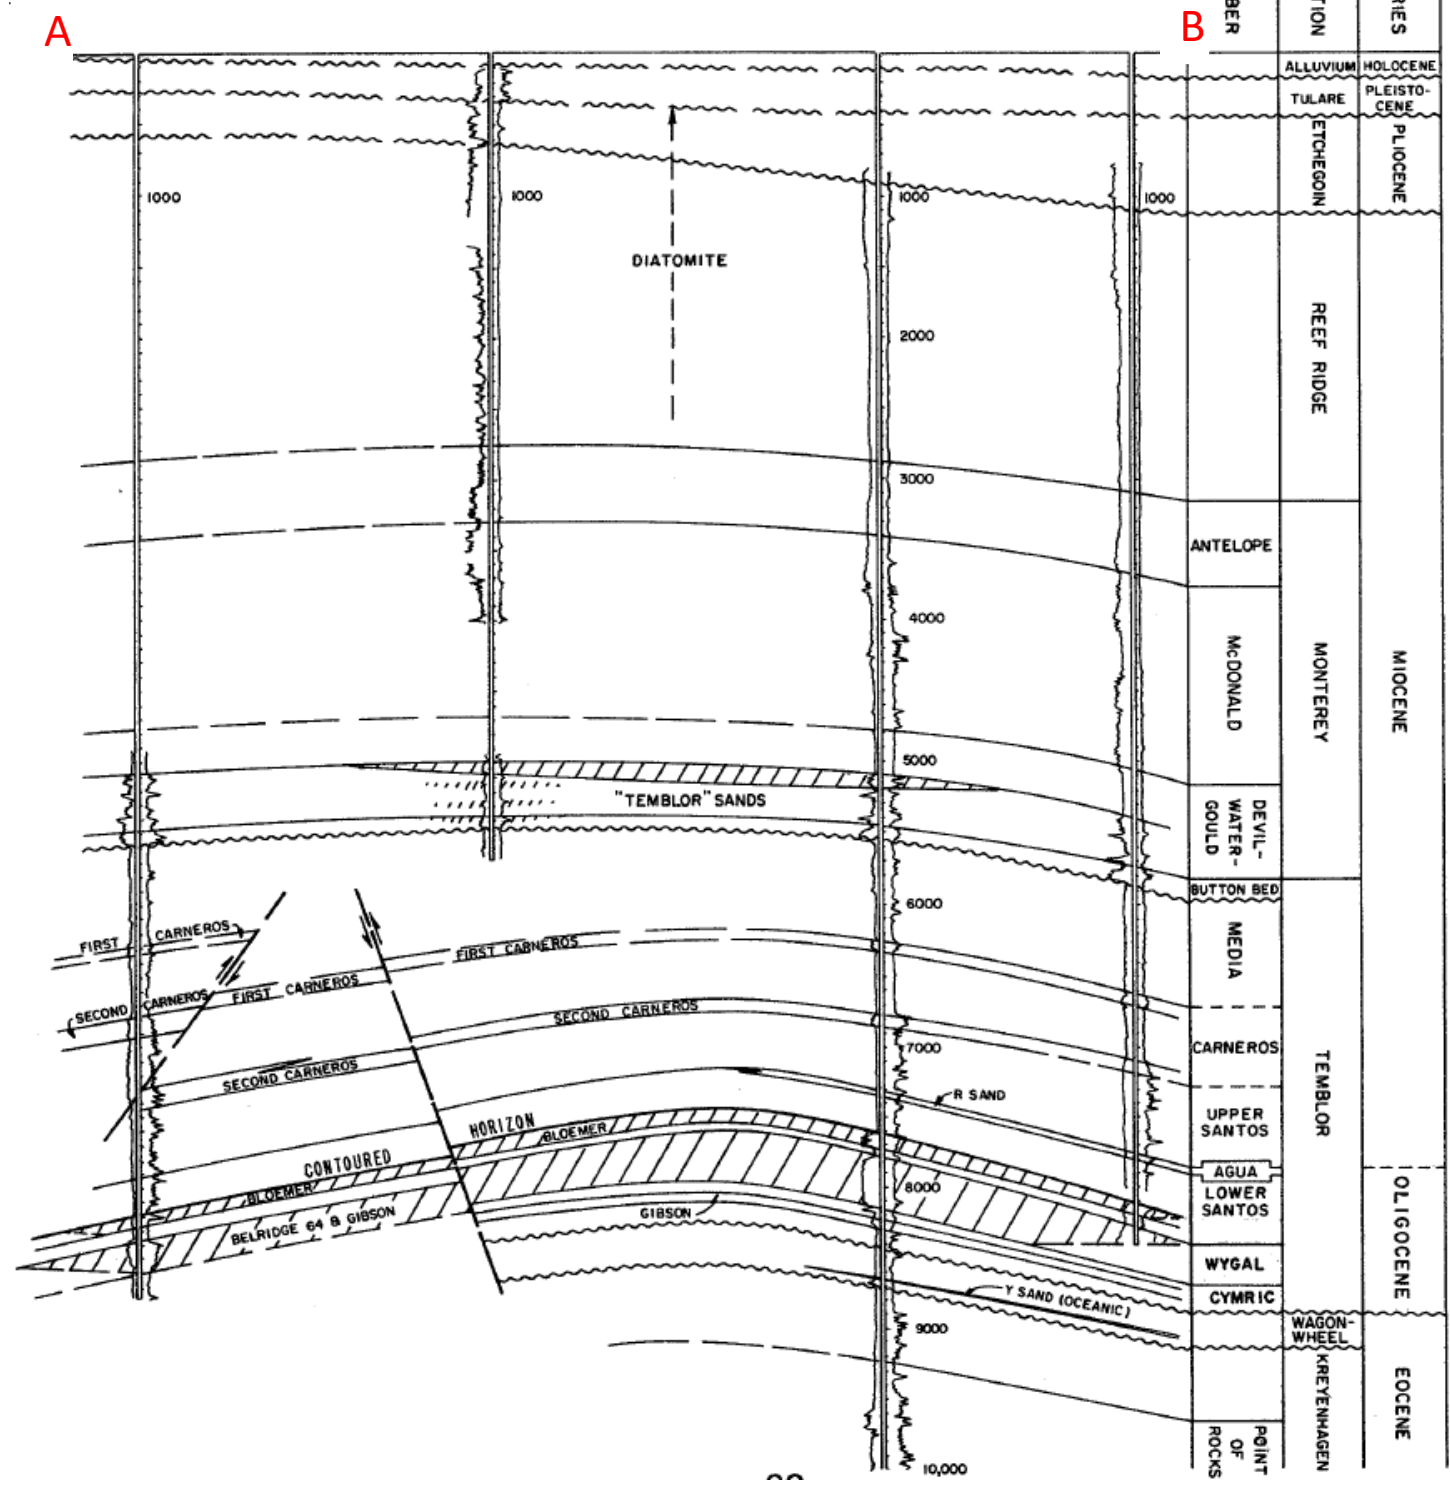 A
B
BER
TION
RIES
ALLUVIUM
HOLOCENE
TULARE
PLEISTO-
CENE
ETCHEGOIN
PLIOCENE
1000
1000
1000
1000
DIATOMITE
2000
REEF RIDGE
3000
ANTELOPE
4000
McDONALD
MONTEREY
MIOCENE
5000
"TEMBLOR" SANDS
DEVIL-
WATER-
GOULD
BUTTON BED
6000
FIRST CARNEROS
FIRST CARNEROS
MEDIA
SECOND CARNEROS
FIRST CARNEROS
SECOND CARNEROS
7000
CARNEROS
TEMBLOR
SECOND CARNEROS
R SAND
UPPER
SANTOS
CONTOURED HORIZON
BLOEMER
BLOEMER
AGUA
8000
LOWER
SANTOS
OLIGOCENE
BELRIDGE 64 & GIBSON
GIBSON
WYGAL
CYMRIC
Y SAND (OCEANIC)
9000
WAGON-
WHEEL
KREYENHAGEN
EOCENE
POINT
OF
ROCKS
10,000